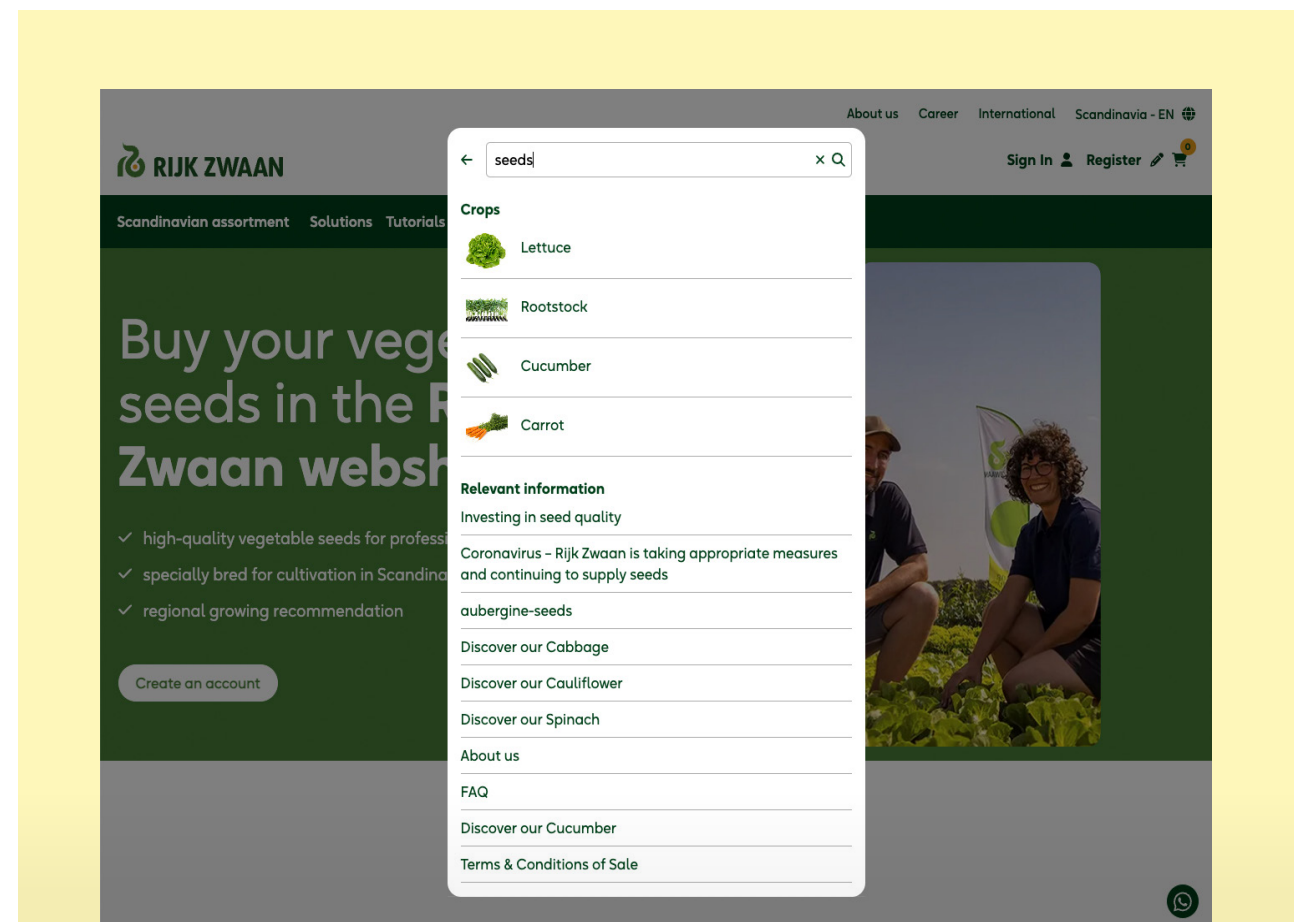 About us Career International Scandinavia - EN
RIJK ZWAAN
seeds
0
Sign In Register
Scandinavian assortment Solutions Tutorials
Crops
Lettuce
Rootstock
Cucumber
Carrot
Buy your vege
seeds in the R
Zwaan websh
high-quality vegetable seeds for professi
specially bred for cultivation in Scandina
regional growing recommendation
Create an account
Relevant information
Investing in seed quality
Coronavirus – Rijk Zwaan is taking appropriate measures
and continuing to supply seeds
aubergine-seeds
Discover our Cabbage
Discover our Cauliflower
Discover our Spinach
About us
FAQ
Discover our Cucumber
Terms & Conditions of Sale